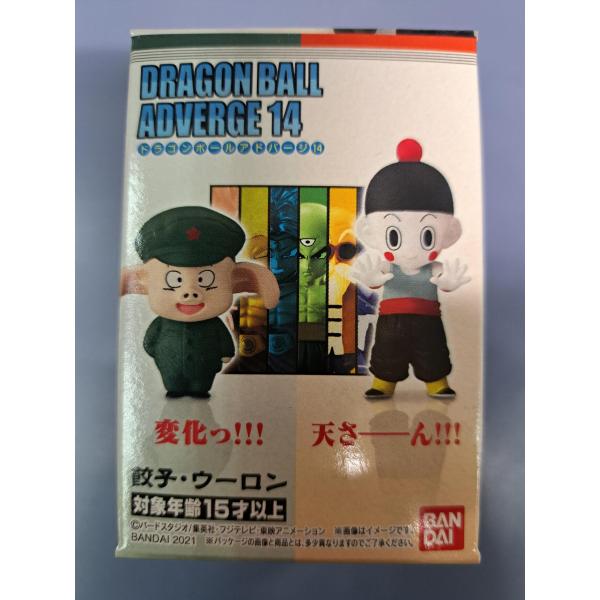 DRAGON BALL
ADVERGE 14
ドラゴンボールアドバージ14
変化っ!!!
天さ──ん!!!
餃子・ウーロン
対象年齢15才以上
©バードスタジオ/集英社・フジテレビ・東映アニメーション ※画像はイメージです。
BANDAI 2021 ※パッケージの画像と商品とは、多少異なりますのでご了承ください。
BAN
DAI